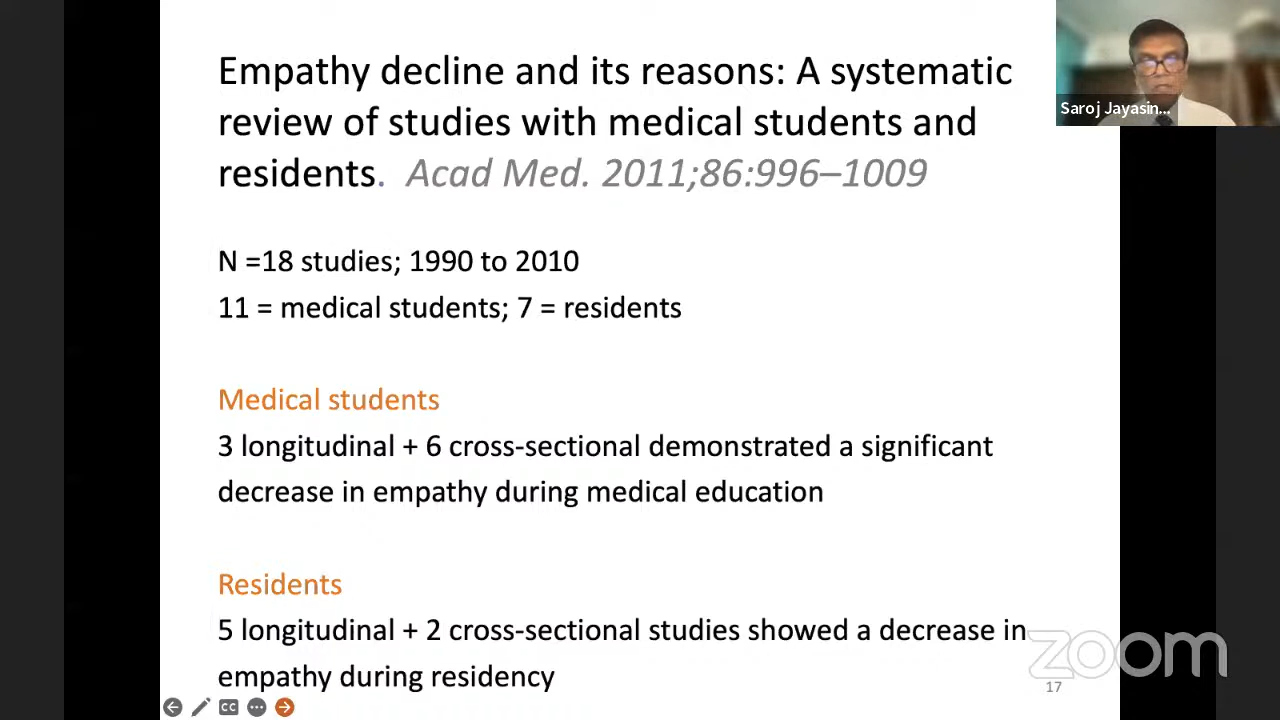 Empathy decline and its reasons: A systematic
review of studies with medical students and
residents. Acad Med. 2011;86:996–1009
N =18 studies; 1990 to 2010
11 = medical students; 7 = residents
Medical students
3 longitudinal + 6 cross-sectional demonstrated a significant
decrease in empathy during medical education
Residents
5 longitudinal + 2 cross-sectional studies showed a decrease in
empathy during residency
17
Saroj Jayasin...
zoom
CC